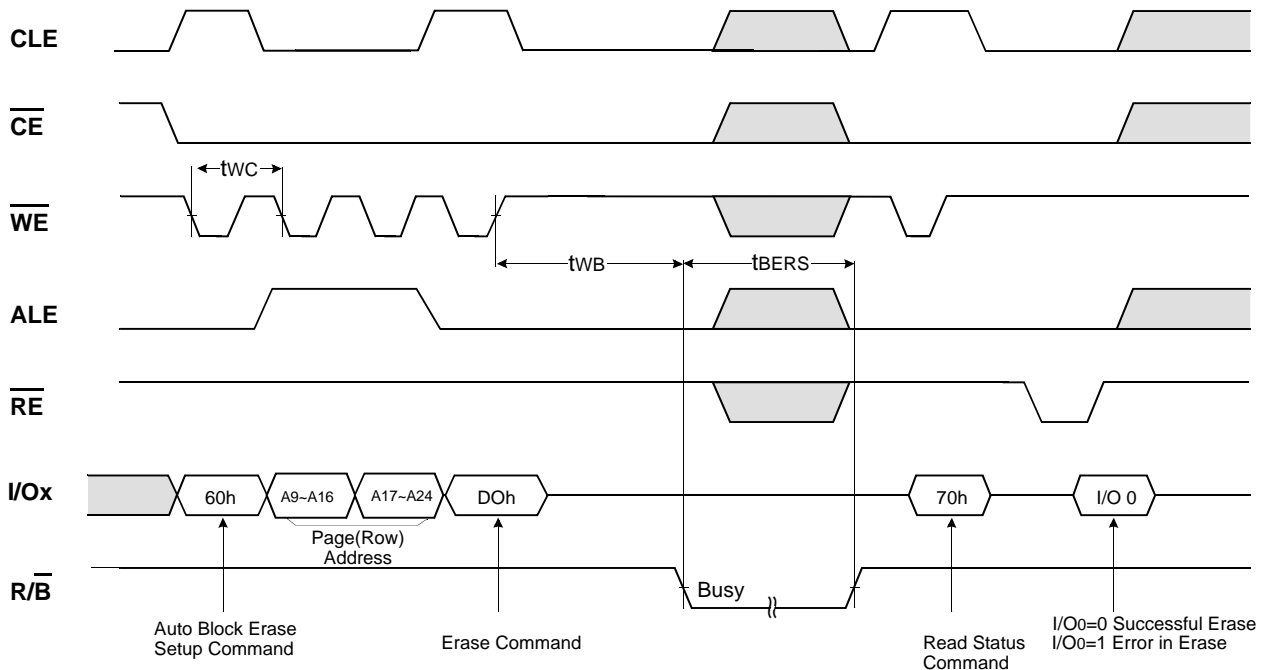 CLE
CE
tWC
WE
tWB
tBERS
ALE
RE
I/Ox
60h
A9~A16
A17~A24
DOh
70h
I/O 0
Page(Row)
Address
R/B
Busy
Auto Block Erase
Setup Command
Erase Command
Read Status
Command
I/O0=0 Successful Erase
I/O0=1 Error in Erase